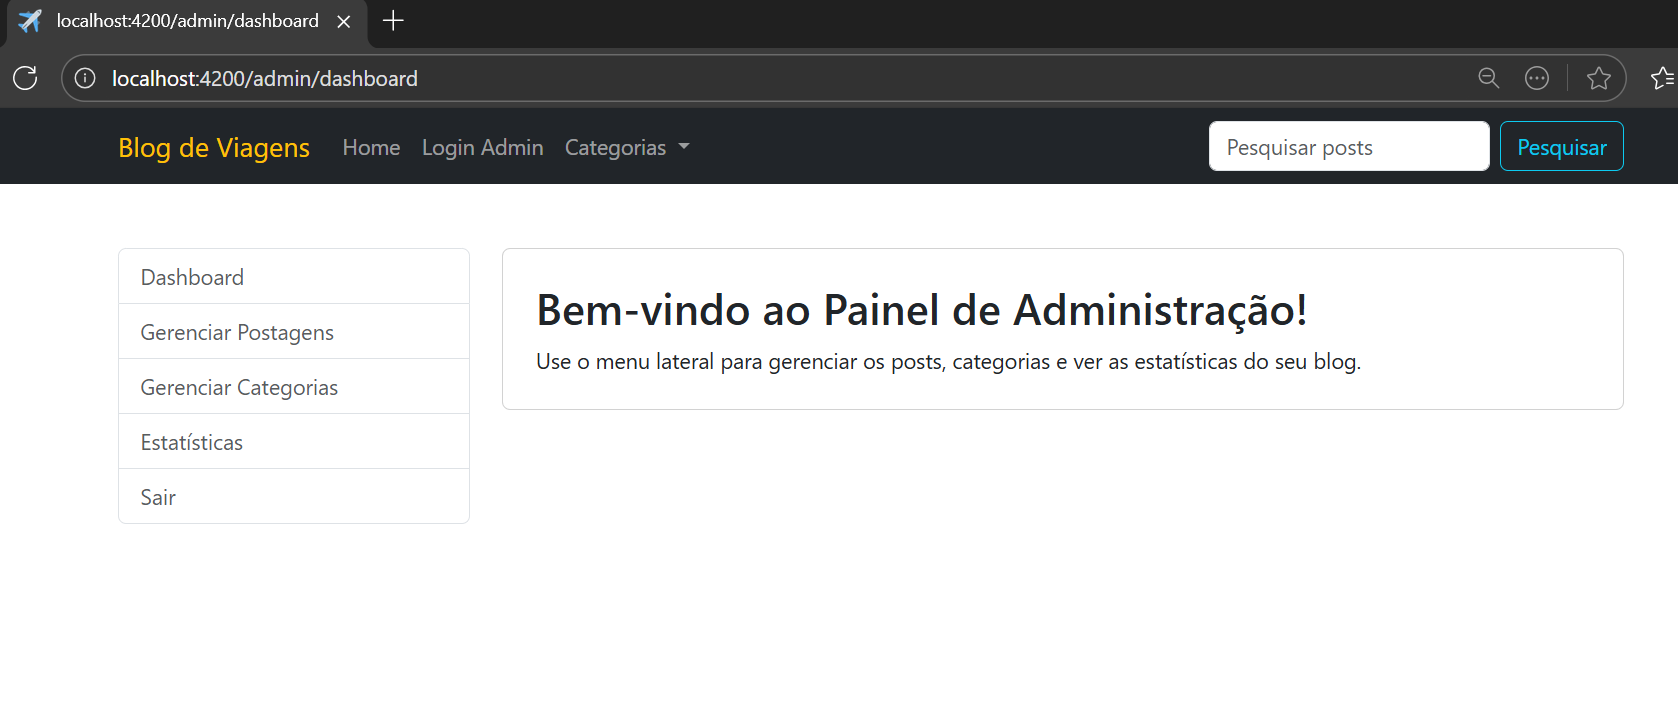 localhost:4200/admin/dashboard
localhost:4200/admin/dashboard
Blog de Viagens Home Login Admin Categorias Pesquisar posts Pesquisar
Dashboard
Gerenciar Postagens
Gerenciar Categorias
Estatísticas
Sair
Bem-vindo ao Painel de Administração!
Use o menu lateral para gerenciar os posts, categorias e ver as estatísticas do seu blog.